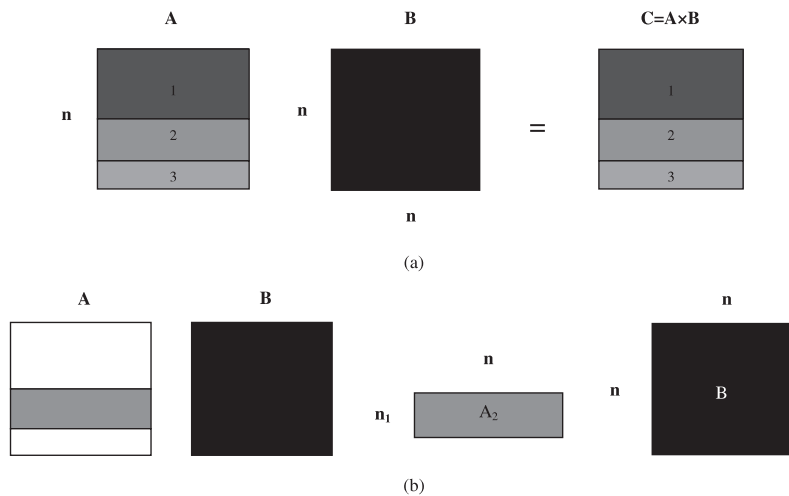 A B C=A×B
1 1
n n
2 = 2
3 3
n
(a)
A B n
n
n B
n₁ A₂
(b)